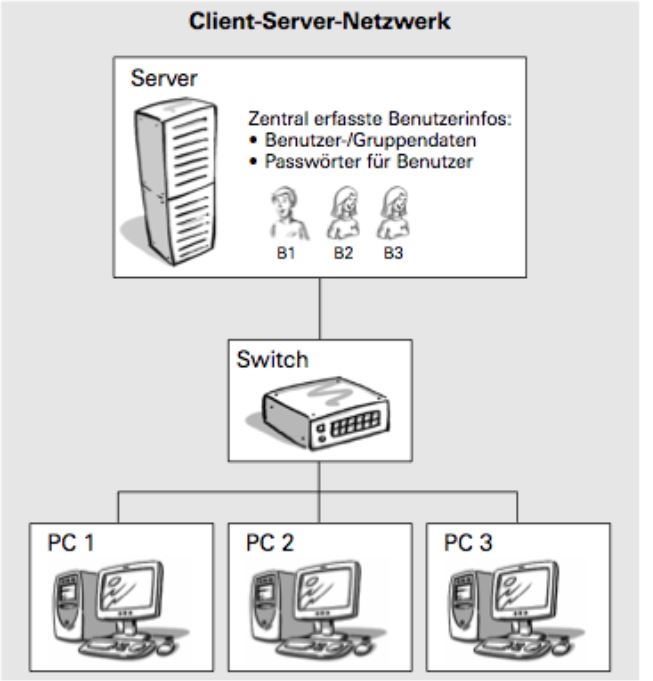 Client-Server-Netzwerk
Server
Zentral erfasste Benutzerinfos:
• Benutzer-/Gruppendaten
• Passwörter für Benutzer
B1 B2 B3
Switch
PC 1 PC 2 PC 3